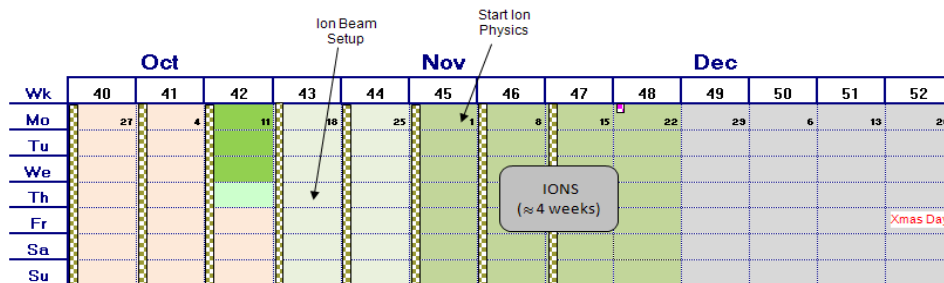 Ion Beam
Setup
Start Ion
Physics
Oct Nov Dec
Wk 40 41 42 43 44 45 46 47 48 49 50 51 52
Mo 27 4 11 18 25 1 8 15 22 29 6 13
Tu
We
Th
IONS
(≈ 4 weeks)
Fr Xmas Day
Sa
Su